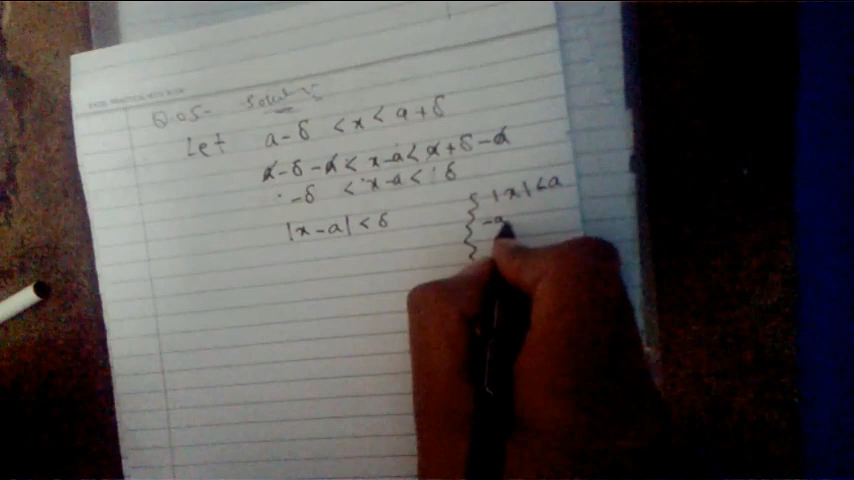 Q.05- Solution:
Let a-δ < x < a+δ
a-δ-a < x-a < a+δ-a
-δ < x-a < δ
|x-a| < δ
{ |x| < a
-a